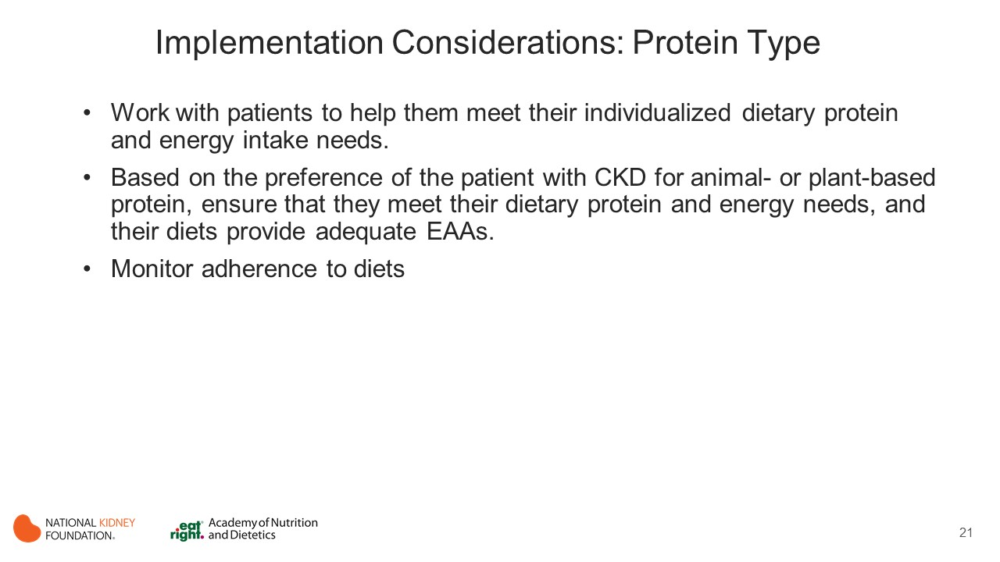 Implementation Considerations: Protein Type
• Work with patients to help them meet their individualized dietary protein
and energy intake needs.
• Based on the preference of the patient with CKD for animal- or plant-based
protein, ensure that they meet their dietary protein and energy needs, and
their diets provide adequate EAAs.
• Monitor adherence to diets
NATIONAL KIDNEY
FOUNDATION®
eat
right.
Academy of Nutrition
and Dietetics
21